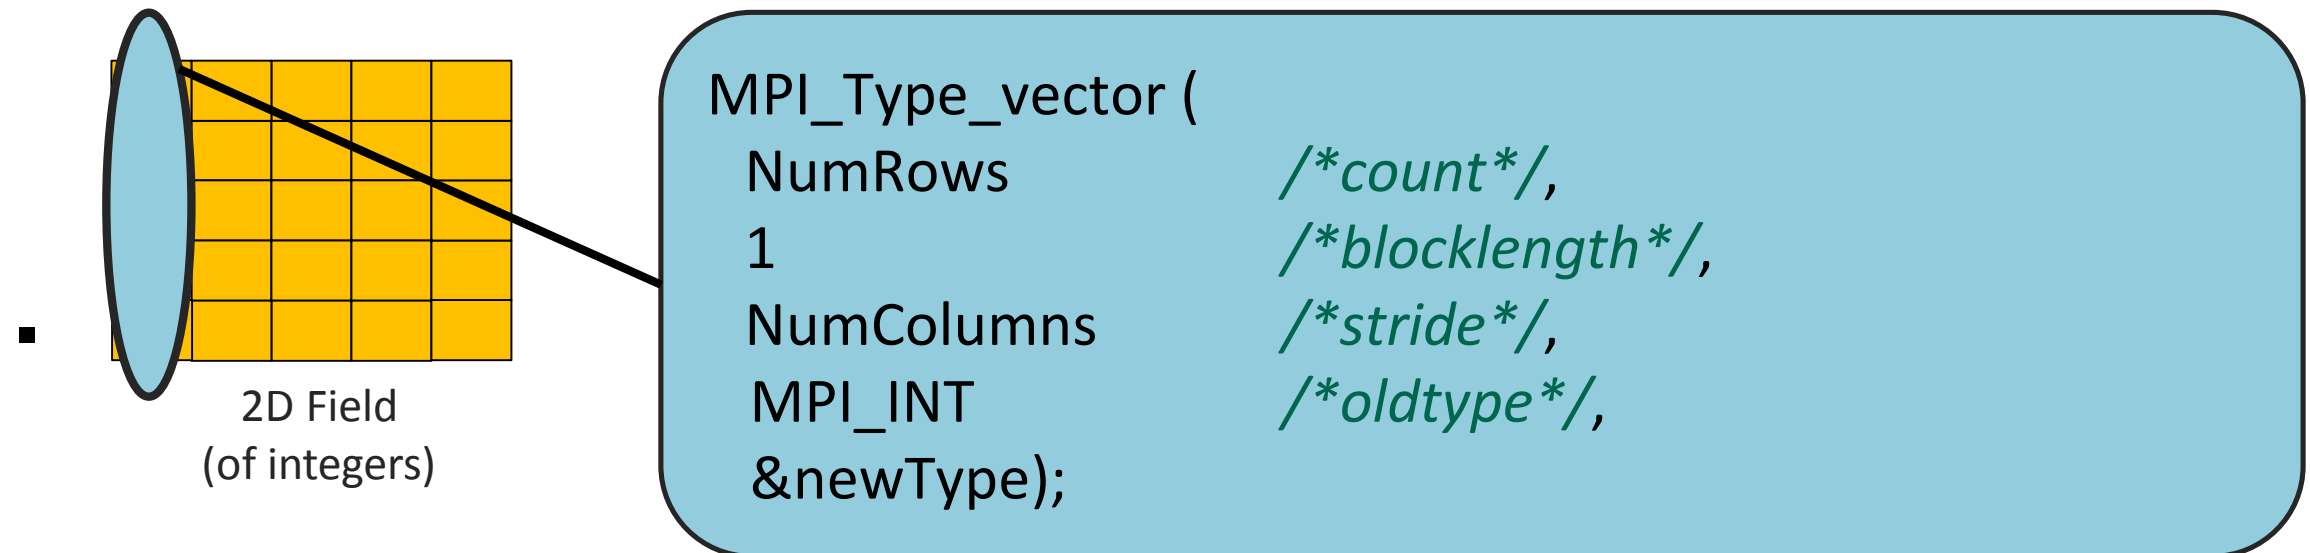 2D Field
(of integers)
MPI_Type_vector (
NumRows /*count*/,
1 /*blocklength*/,
NumColumns /*stride*/,
MPI_INT /*oldtype*/,
&newType);